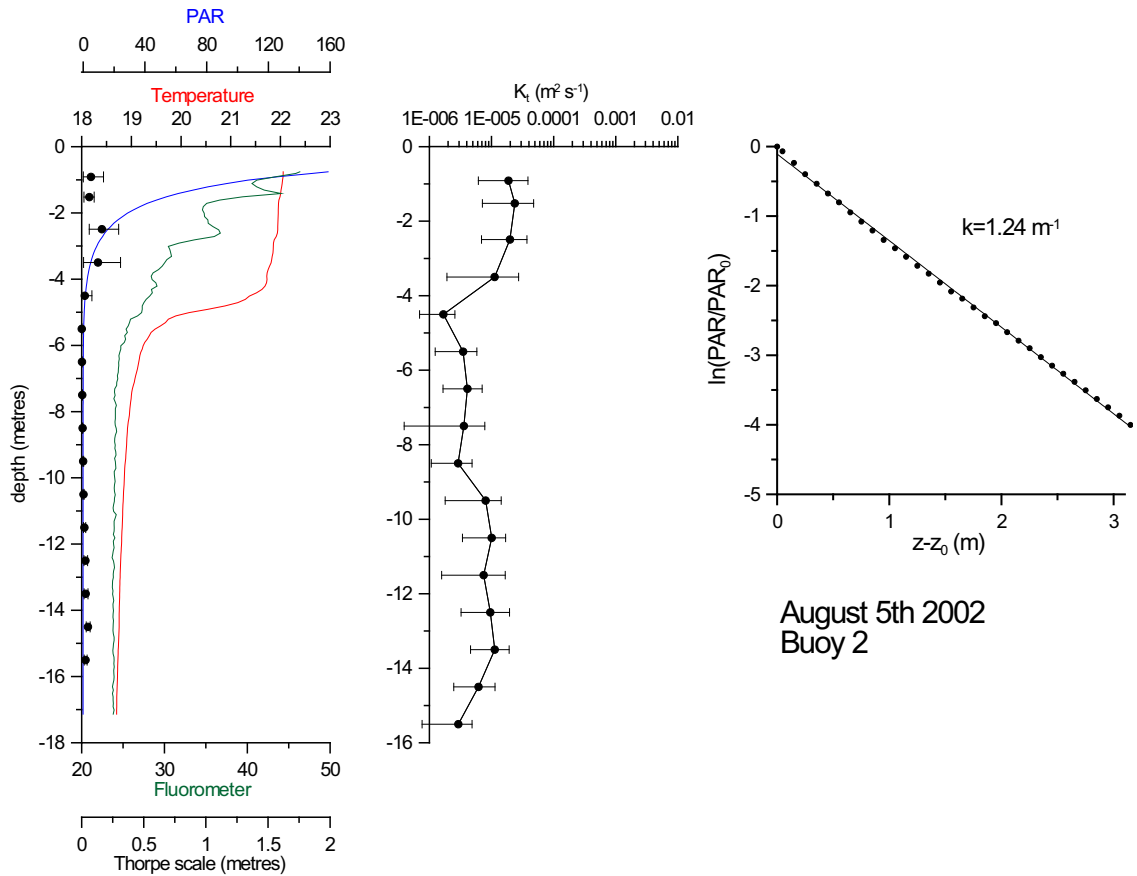 PAR
0 40 80 120 160
Temperature
18 19 20 21 22 23
0
-2
-4
-6
-8
-10
-12
-14
-16
-18
depth (metres)
20 30 40 50
Fluorometer
0 0.5 1 1.5 2
Thorpe scale (metres)
Kt (m² s⁻¹)
1E-006 1E-005 0.0001 0.001 0.01
0
-2
-4
-6
-8
-10
-12
-14
-16
0
-1
-2
-3
-4
-5
ln(PAR/PAR₀)
k=1.24 m⁻¹
0 1 2 3
z-z₀ (m)
August 5th 2002
Buoy 2